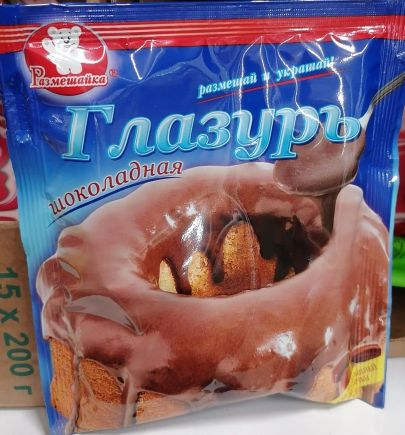 Размешайка®
размешай и украшай!
Глазурь
шоколадная
15 х 200 г